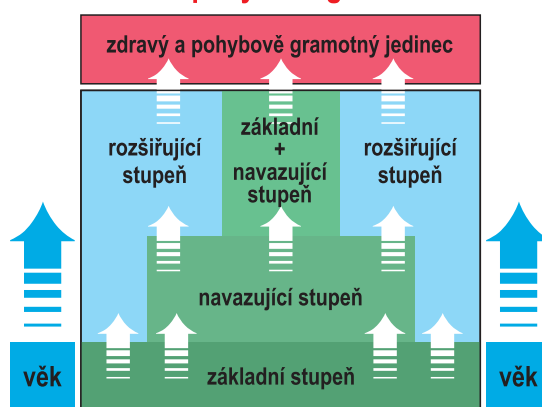 zdravý a pohybově gramotný jedinec
rozšiřující
stupeň
základní
+
navazující
stupeň
rozšiřující
stupeň
navazující stupeň
věk
základní stupeň
věk